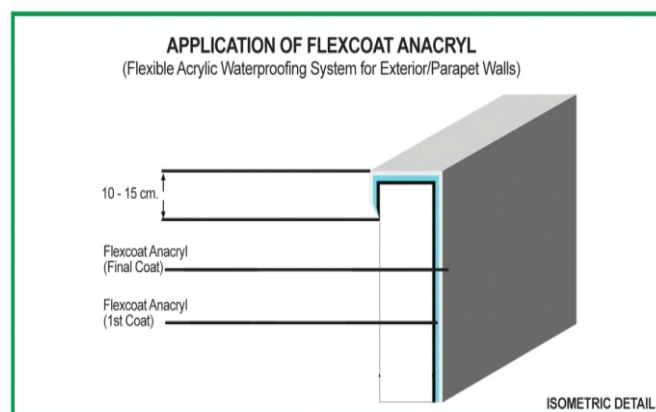 APPLICATION OF FLEXCOAT ANACRYL
(Flexible Acrylic Waterproofing System for Exterior/Parapet Walls)
10 - 15 cm.
Flexcoat Anacryl
(Final Coat)
Flexcoat Anacryl
(1st Coat)
ISOMETRIC DETAIL